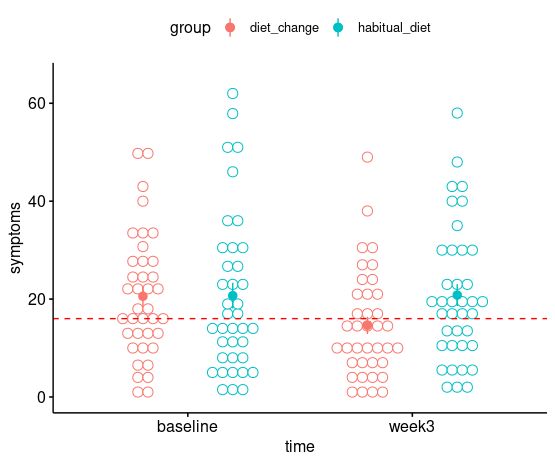 group diet_change habitual_diet
symptoms
60
40
20
0
baseline week3
time